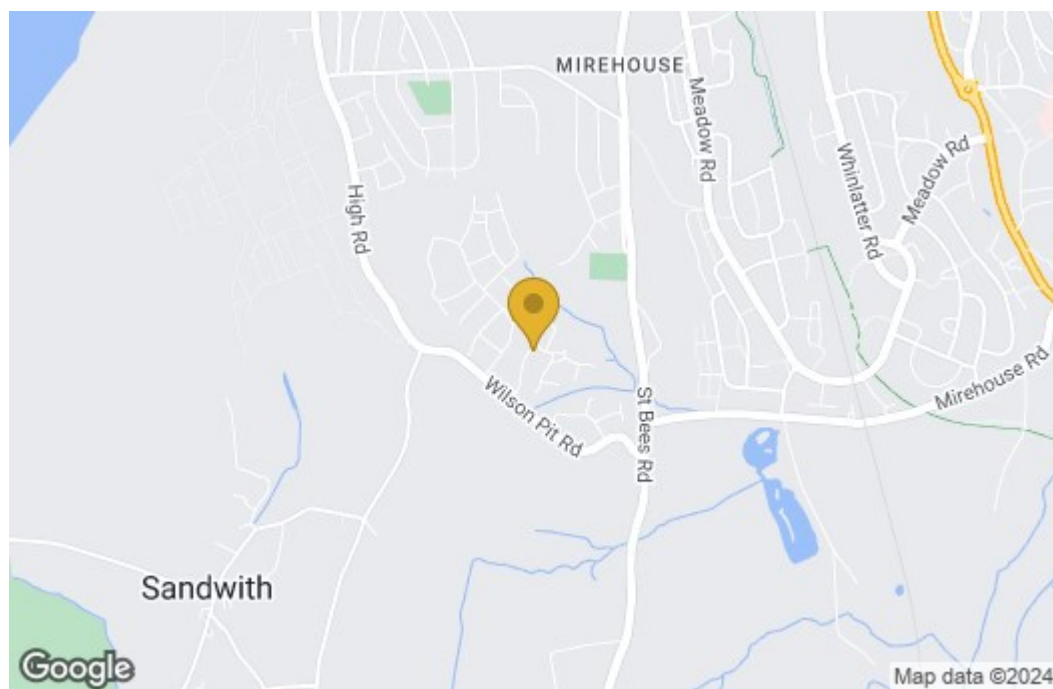 MIREHOUSE
Meadow Rd
Whinlatter Rd
Meadow Rd
High Rd
Wilson Pit Rd
St Bees Rd
Mirehouse Rd
Sandwith
Google
Map data ©2024